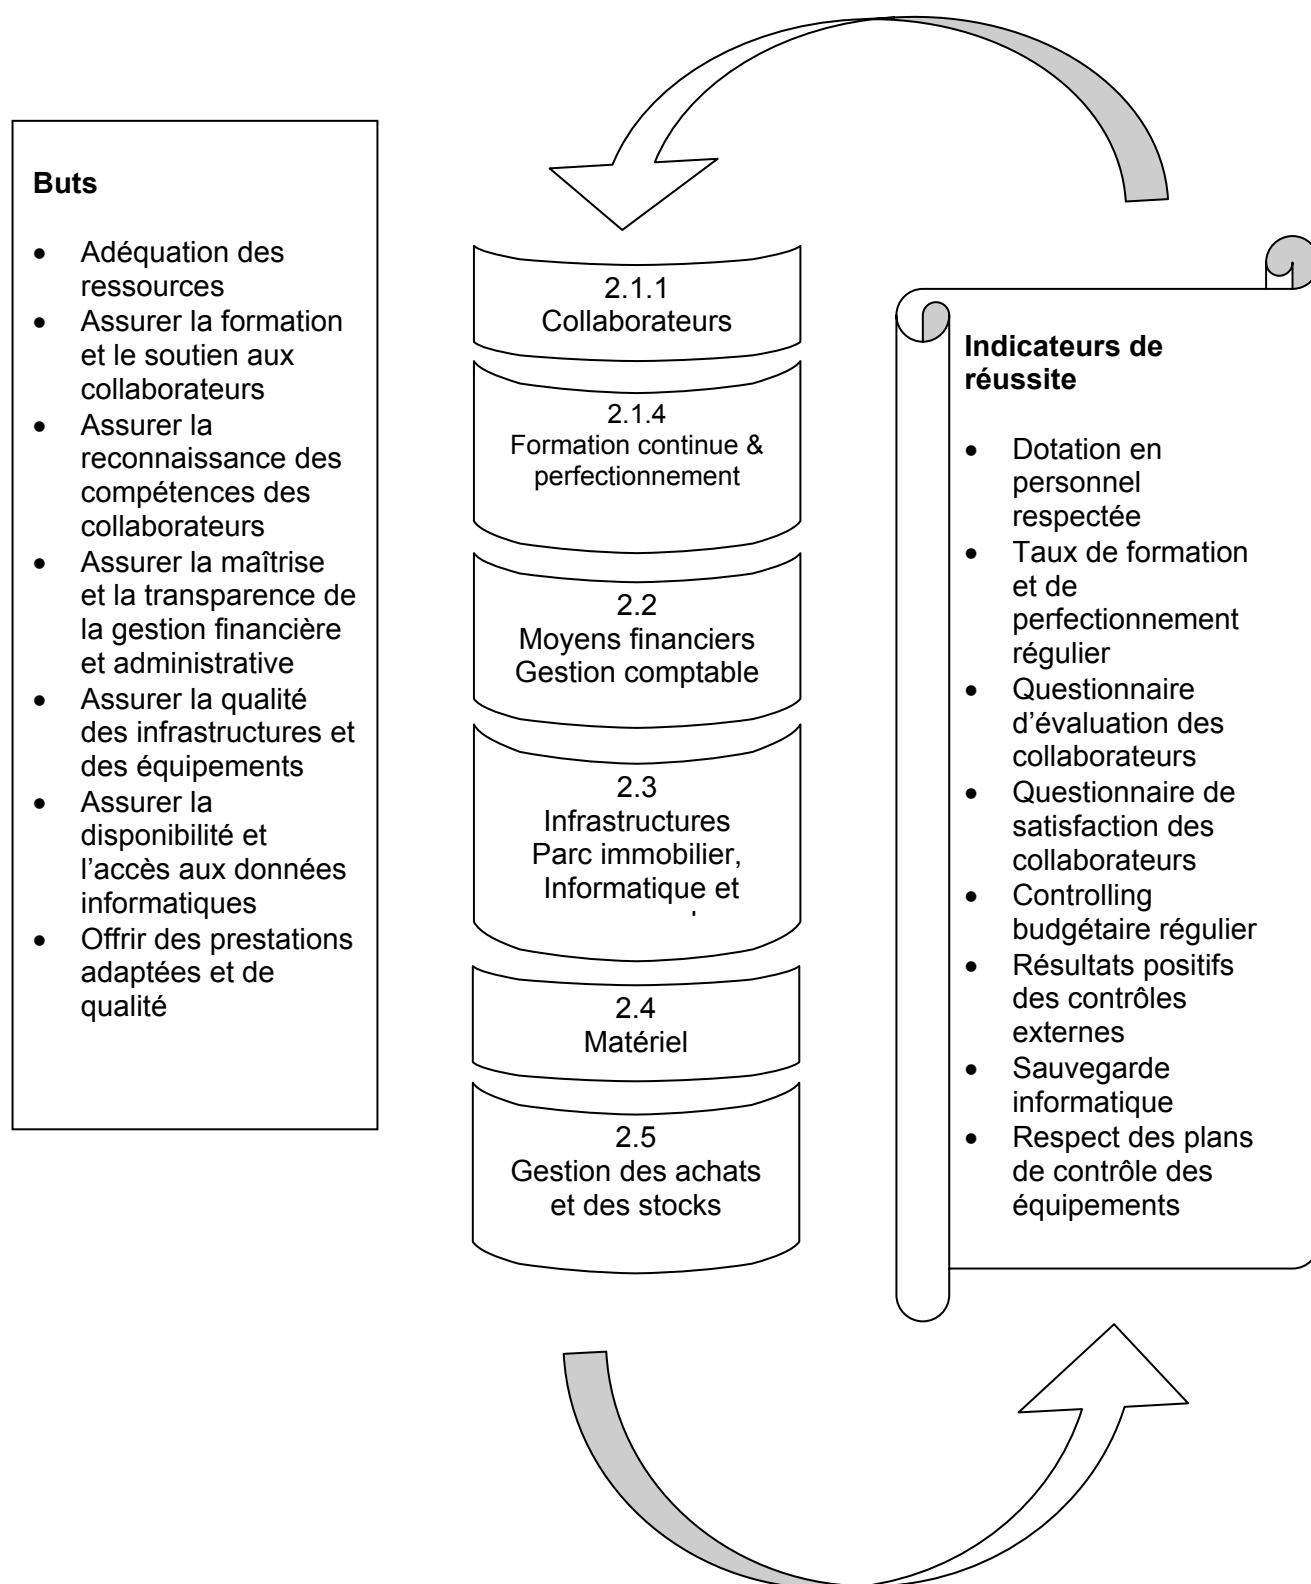 Buts
• Adéquation des
ressources
• Assurer la formation
et le soutien aux
collaborateurs
• Assurer la
reconnaissance des
compétences des
collaborateurs
• Assurer la maîtrise
et la transparence de
la gestion financière
et administrative
• Assurer la qualité
des infrastructures et
des équipements
• Assurer la
disponibilité et
l’accès aux données
informatiques
• Offrir des prestations
adaptées et de
qualité
2.1.1
Collaborateurs
2.1.4
Formation continue &
perfectionnement
2.2
Moyens financiers
Gestion comptable
2.3
Infrastructures
Parc immobilier,
Informatique et
2.4
Matériel
2.5
Gestion des achats
et des stocks
Indicateurs de
réussite
• Dotation en
personnel
respectée
• Taux de formation
et de
perfectionnement
régulier
• Questionnaire
d’évaluation des
collaborateurs
• Questionnaire de
satisfaction des
collaborateurs
• Controlling
budgétaire régulier
• Résultats positifs
des contrôles
externes
• Sauvegarde
informatique
• Respect des plans
de contrôle des
équipements